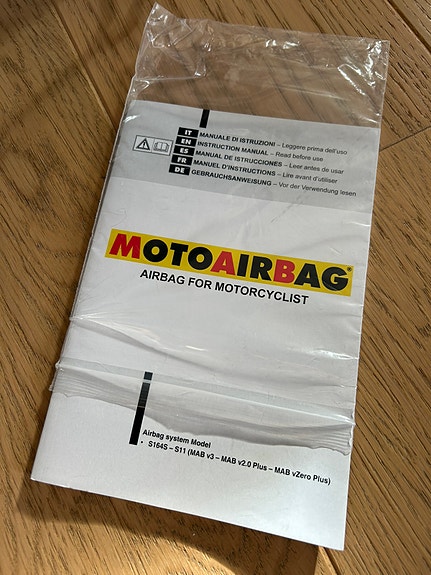 IT MANUALE DI ISTRUZIONI – Leggere prima dell'uso
EN INSTRUCTION MANUAL – Read before use
ES MANUAL DE INSTRUCCIONES – Leer antes de usar
FR MANUEL D'INSTRUCTIONS – Lire avant d'utiliser
DE GEBRAUCHSANWEISUNG – Vor der Verwendung lesen
MOTOAIRBAG®
AIRBAG FOR MOTORCYCLIST
Airbag system Model
• S164S – S11 (MAB v3 – MAB v2.0 Plus – MAB vZero Plus)